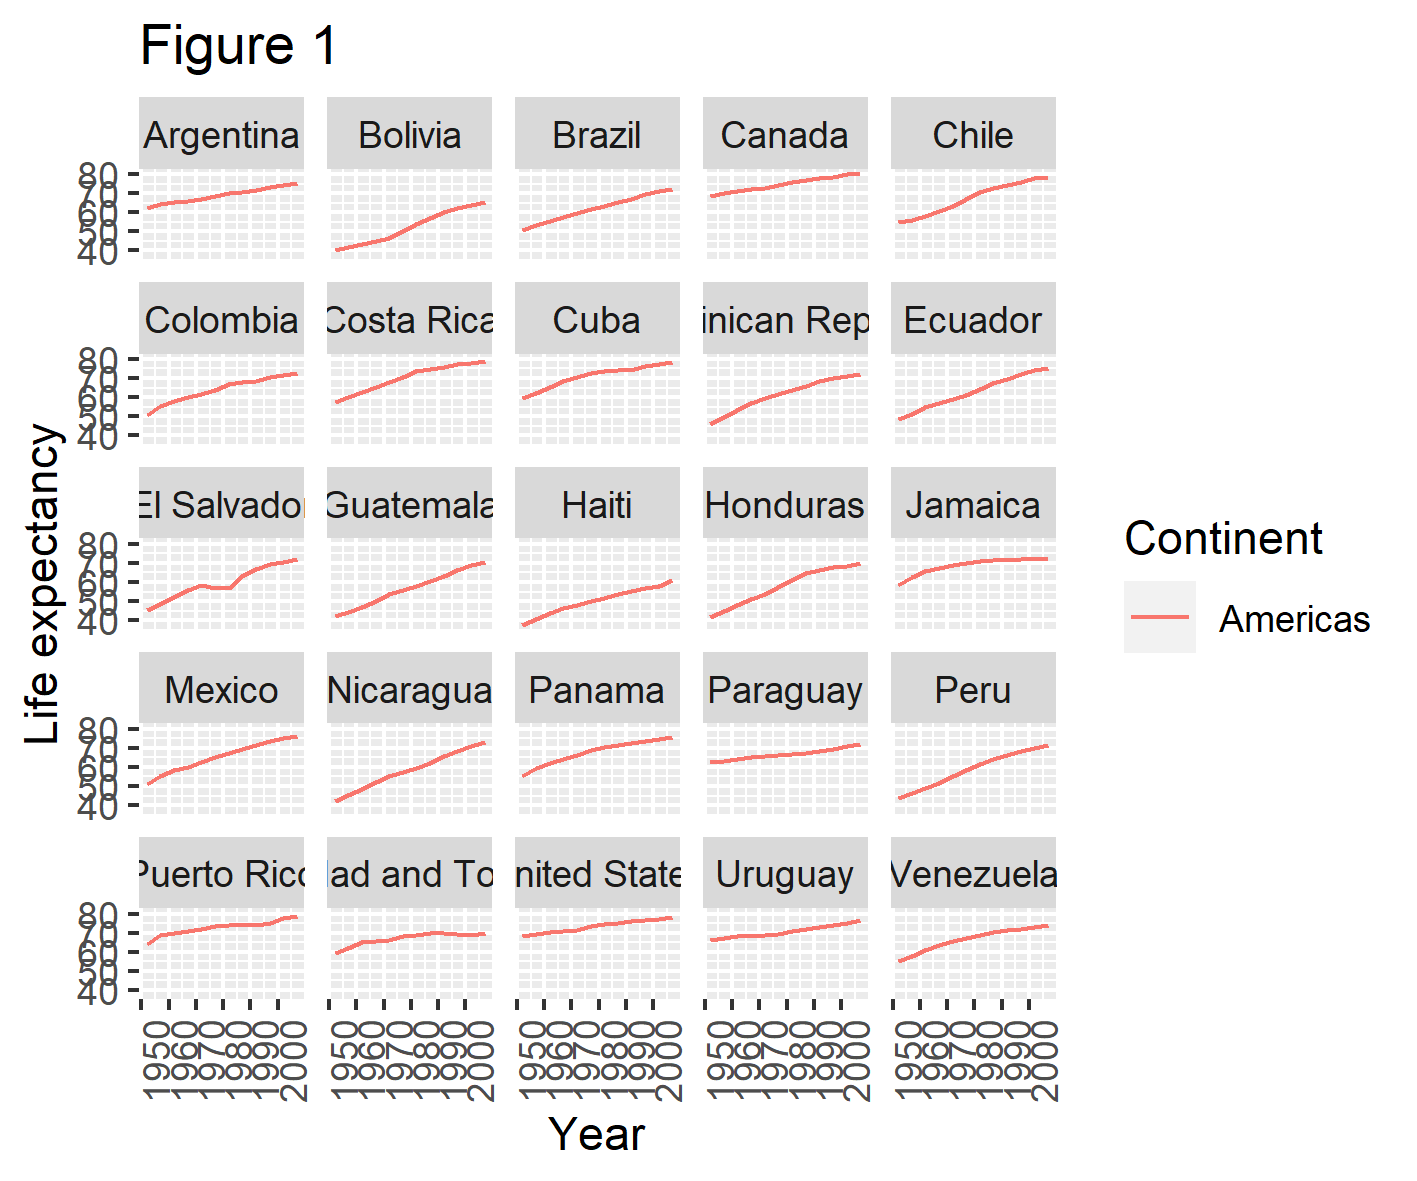 Figure 1
Argentina Bolivia Brazil Canada Chile
80
70
60
50
40
Colombia Costa Rica Cuba inican Rep Ecuador
80
70
60
50
40
El Salvador Guatemala Haiti Honduras Jamaica
80
70
60
50
40
Mexico Nicaragua Panama Paraguay Peru
80
70
60
50
40
Puerto Rico dad and To nited State Uruguay Venezuela
80
70
60
50
40
1950 1960 1970 1980 1990 2000 1950 1960 1970 1980 1990 2000 1950 1960 1970 1980 1990 2000 1950 1960 1970 1980 1990 2000 1950 1960 1970 1980 1990 2000
Year
Life expectancy
Continent
Americas